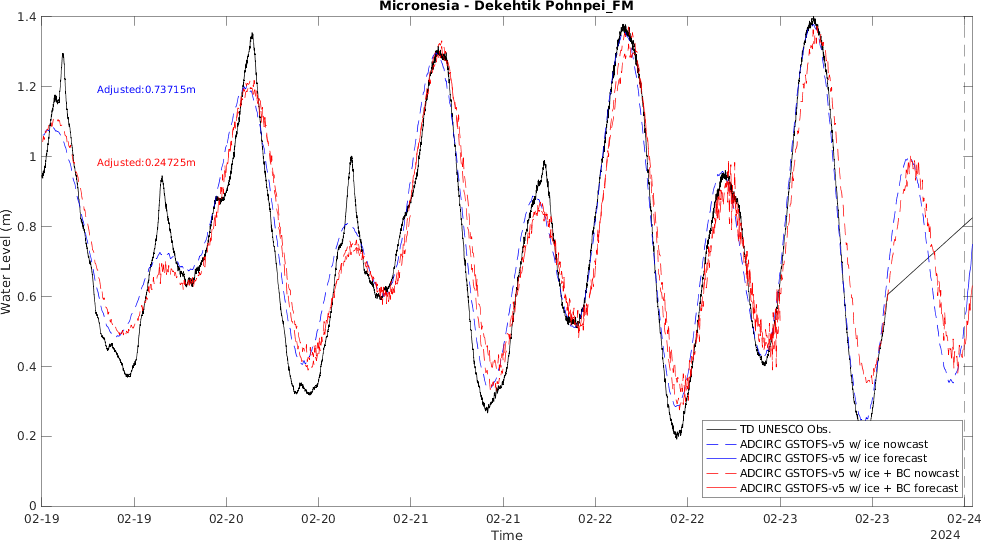 Micronesia - Dekehtik Pohnpei_FM
1.4
1.2
1
0.8
0.6
0.4
0.2
0
Water Level (m)
Adjusted:0.73715m
Adjusted:0.24725m
TD UNESCO Obs.
ADCIRC GSTOFS-v5 w/ ice nowcast
ADCIRC GSTOFS-v5 w/ ice forecast
ADCIRC GSTOFS-v5 w/ ice + BC nowcast
ADCIRC GSTOFS-v5 w/ ice + BC forecast
02-19 02-19 02-20 02-20 02-21 02-21 02-22 02-22 02-23 02-23 02-24
Time
2024